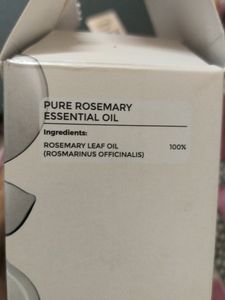 PURE ROSEMARY
ESSENTIAL OIL
Ingredients:
ROSEMARY LEAF OIL 100%
(ROSMARINUS OFFICINALIS)